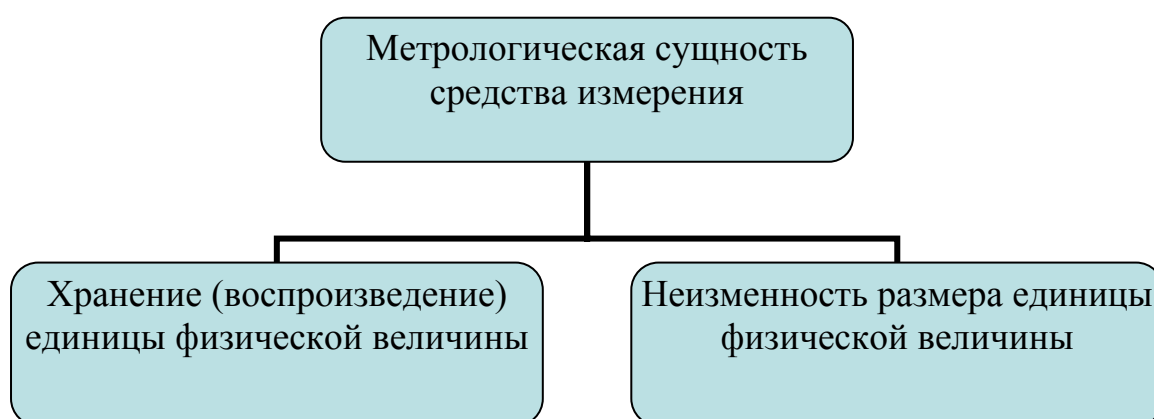 Метрологическая сущность
средства измерения
Хранение (воспроизведение)
единицы физической величины
Неизменность размера единицы
физической величины